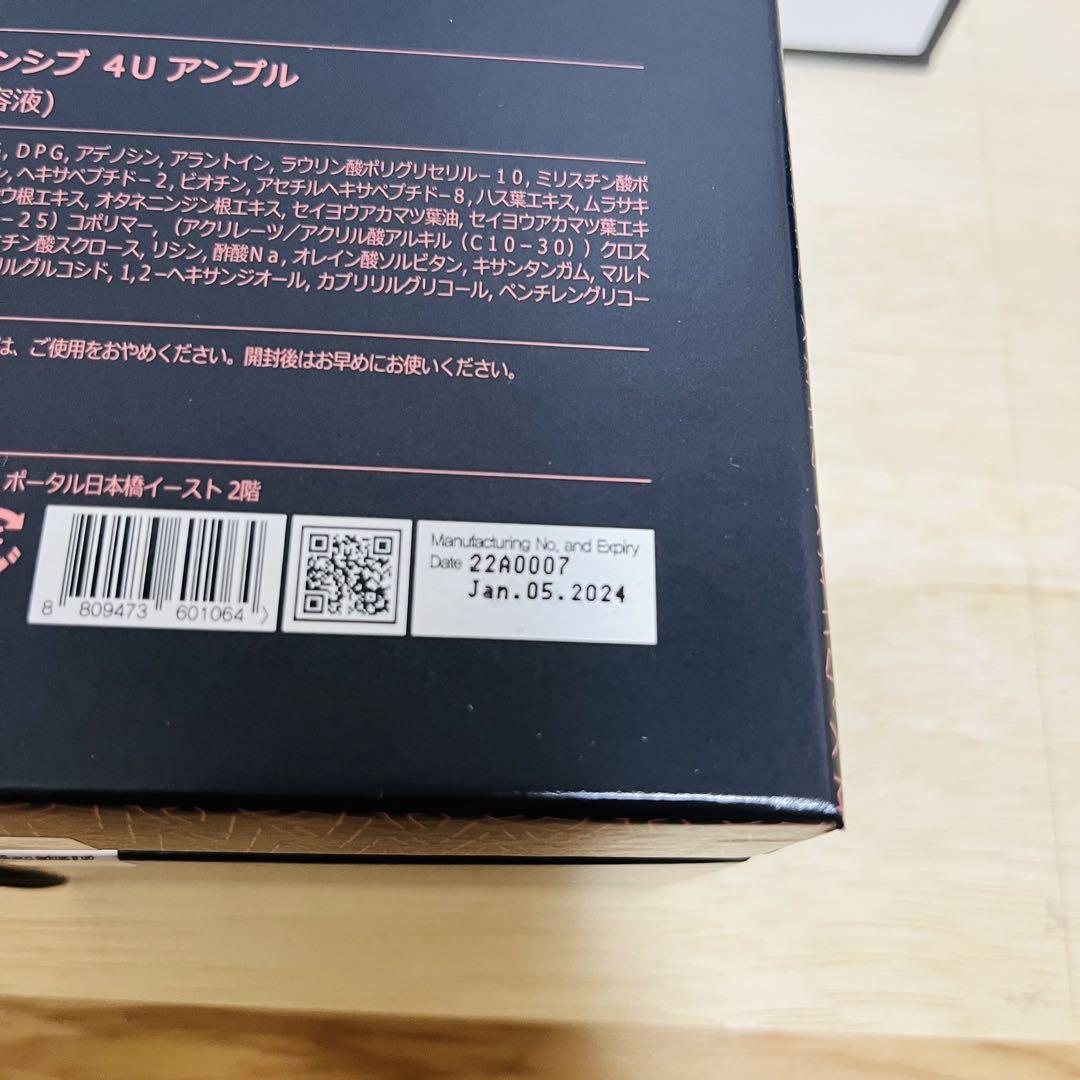 ンシブ 4U アンプル
容液)
, DPG, アデノシン, アラントイン, ラウリン酸ポリグリセリル-10, ミリスチン酸ポ
ン, ヘキサペプチド-2, ビオチン, アセチルヘキサペプチド-8, ハス葉エキス, ムラサキ
ウ根エキス, オタネニンジン根エキス, セイヨウアカマツ葉油, セイヨウアカマツ葉エキ
-25) コポリマー, (アクリレーツ/アクリル酸アルキル (C10-30)) クロス
チン酸スクロース, リシン, 酢酸Na, オレイン酸ソルビタン, キサンタンガム, マルト
ルグルコシド, 1,2-ヘキサンジオール, カプリリルグリコール, ペンチレングリコー
は、ご使用をおやめください。開封後はお早めにお使いください。
ポータル日本橋イースト 2階
8 809473 601064 >
Manufacturing No. and Expiry
Date 22A0007
Jan.05.2024